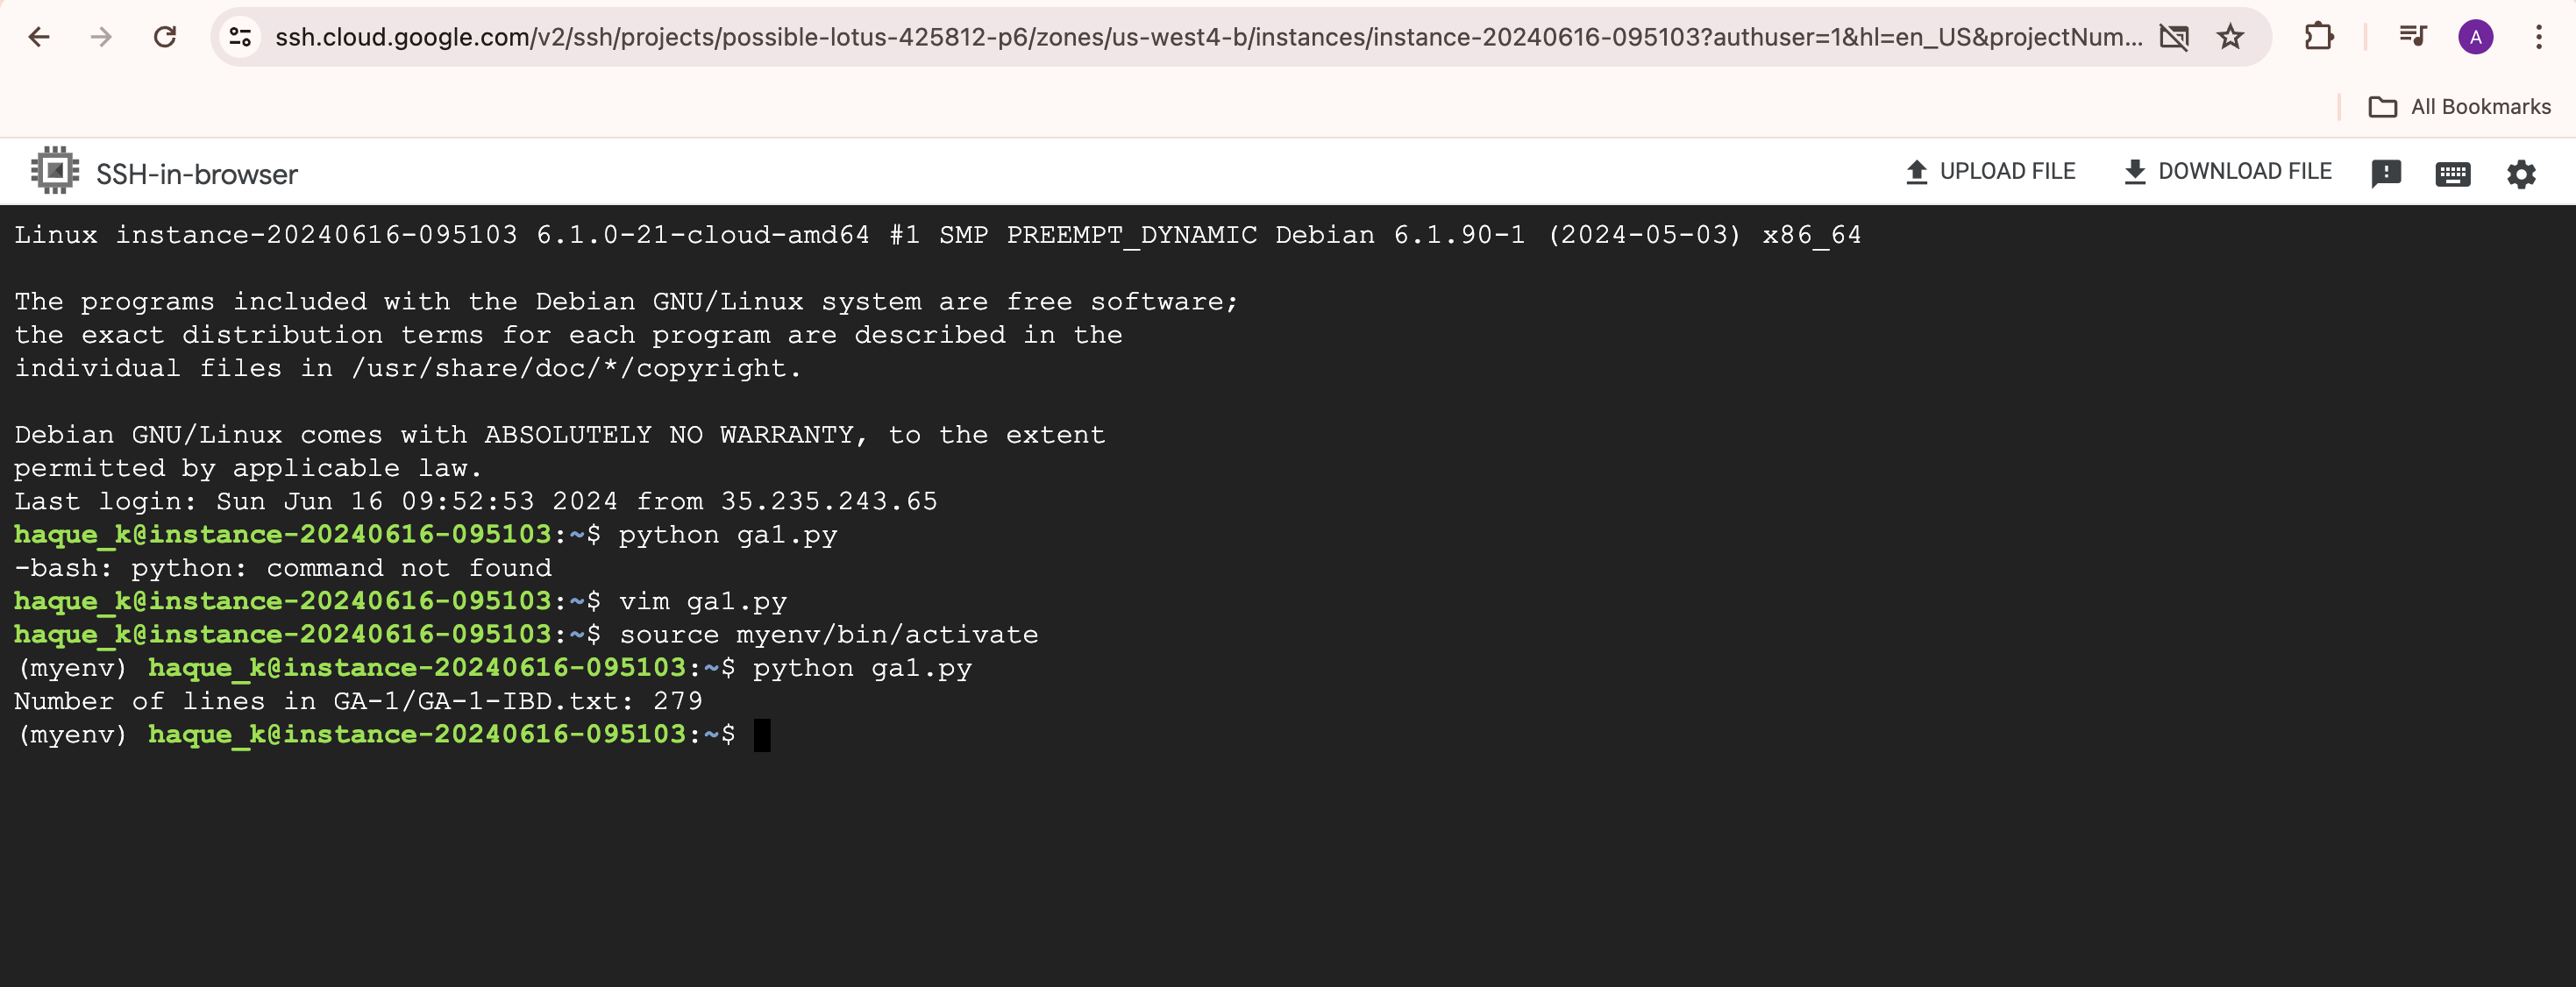 ssh.cloud.google.com/v2/ssh/projects/possible-lotus-425812-p6/zones/us-west4-b/instances/instance-20240616-095103?authuser=1&hl=en_US&projectNum...
A
All Bookmarks
SSH-in-browser
UPLOAD FILE
DOWNLOAD FILE
Linux instance-20240616-095103 6.1.0-21-cloud-amd64 #1 SMP PREEMPT_DYNAMIC Debian 6.1.90-1 (2024-05-03) x86_64
The programs included with the Debian GNU/Linux system are free software;
the exact distribution terms for each program are described in the
individual files in /usr/share/doc/*/copyright.
Debian GNU/Linux comes with ABSOLUTELY NO WARRANTY, to the extent
permitted by applicable law.
Last login: Sun Jun 16 09:52:53 2024 from 35.235.243.65
haque_k@instance-20240616-095103:~$ python ga1.py
-bash: python: command not found
haque_k@instance-20240616-095103:~$ vim ga1.py
haque_k@instance-20240616-095103:~$ source myenv/bin/activate
(myenv) haque_k@instance-20240616-095103:~$ python ga1.py
Number of lines in GA-1/GA-1-IBD.txt: 279
(myenv) haque_k@instance-20240616-095103:~$